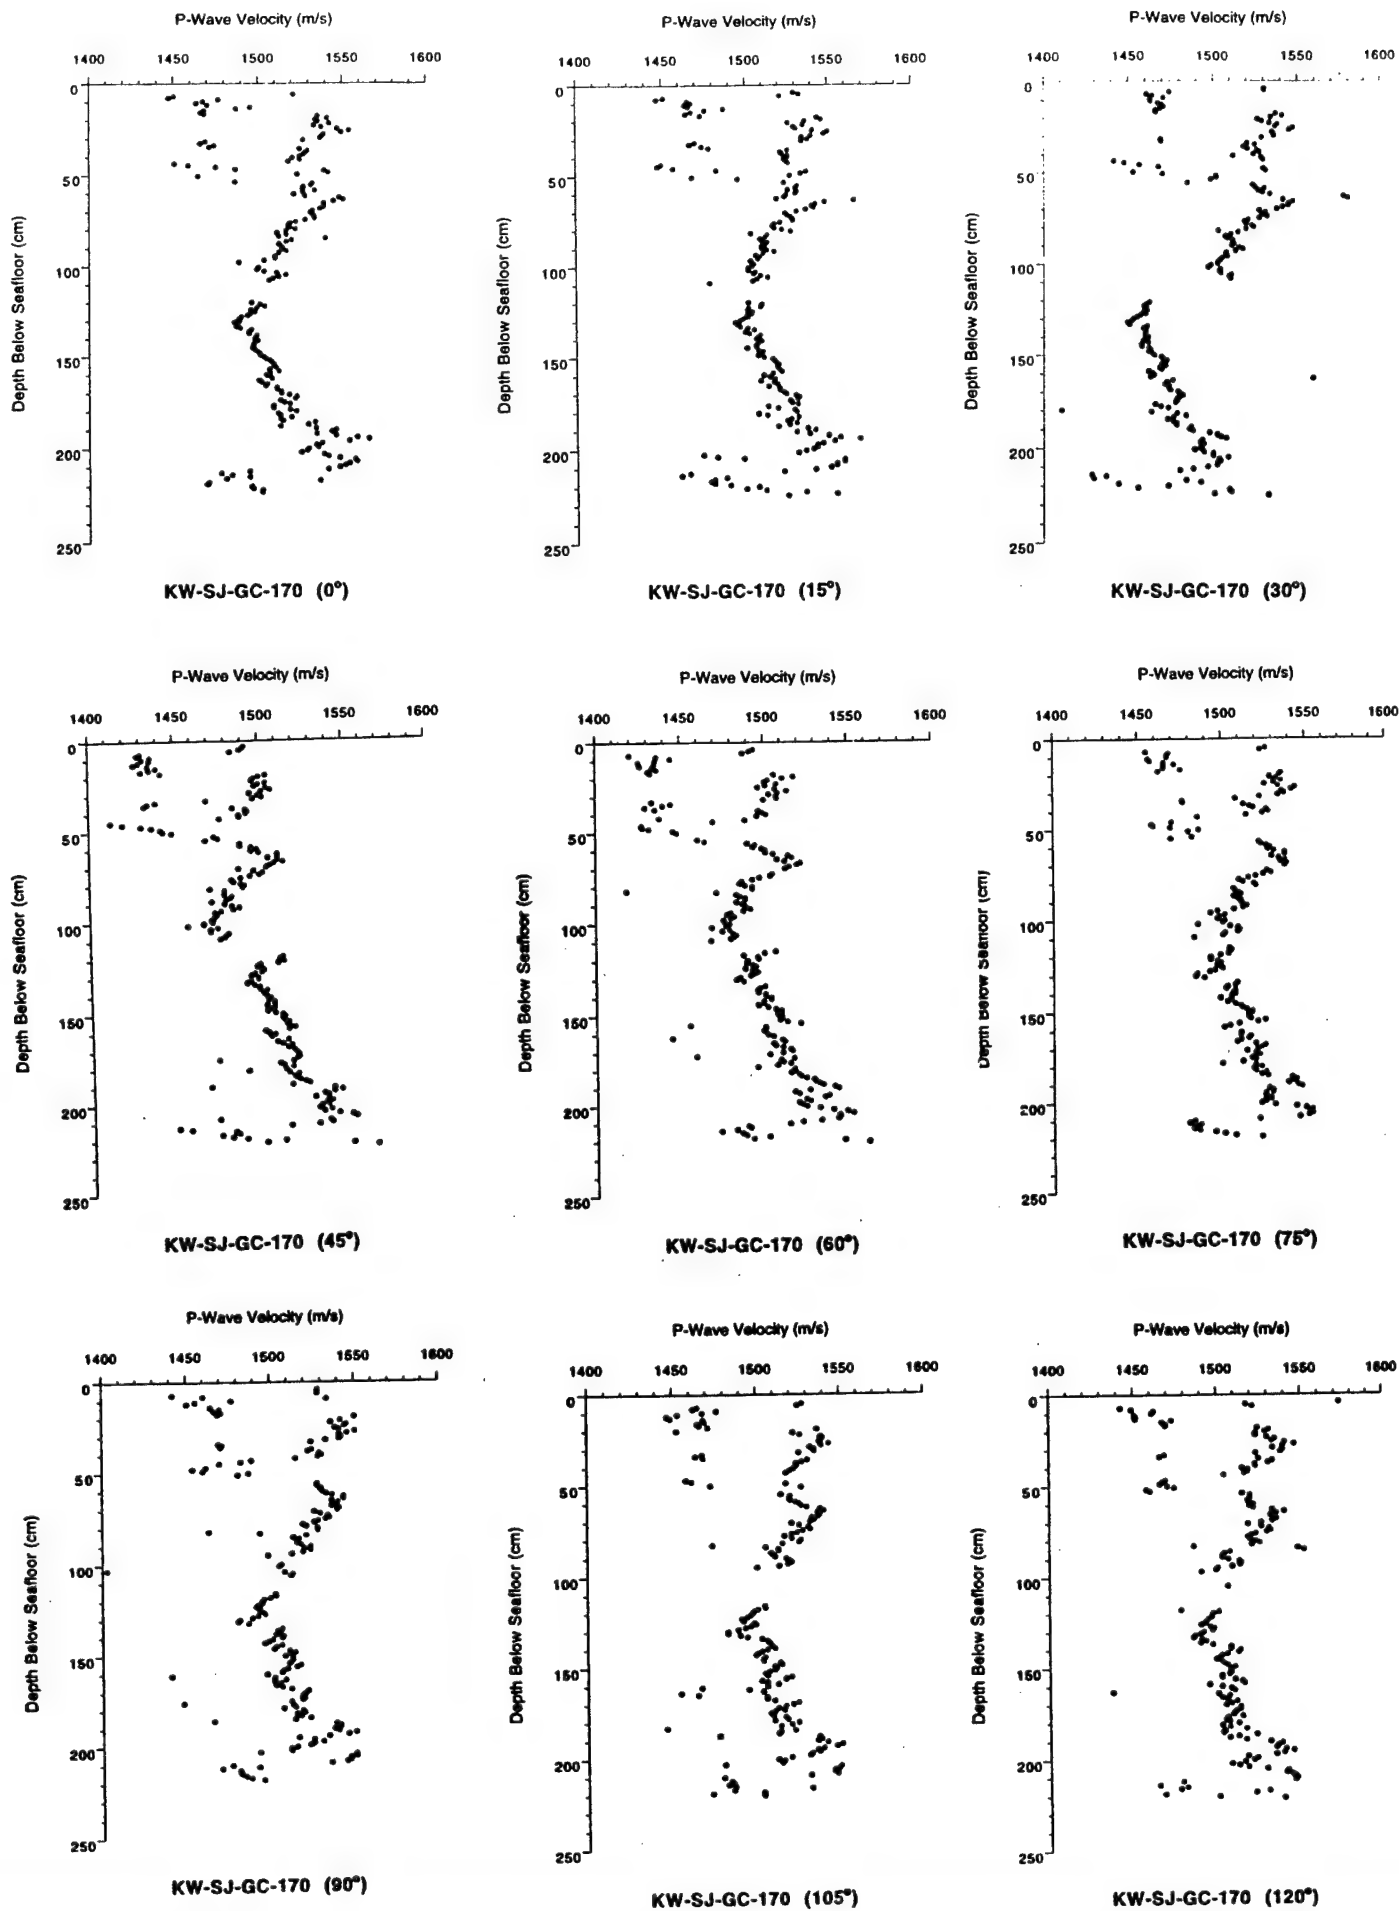 P-Wave Velocity (m/s)
1400 1450 1500 1550 1600
0
50
100
150
200
250
Depth Below Seafloor (cm)
KW-SJ-GC-170 (0°)
P-Wave Velocity (m/s)
1400 1450 1500 1550 1600
0
50
100
150
200
250
Depth Below Seafloor (cm)
KW-SJ-GC-170 (15°)
P-Wave Velocity (m/s)
1400 1450 1500 1550 1600
0
50
100
150
200
250
Depth Below Seafloor (cm)
KW-SJ-GC-170 (30°)
P-Wave Velocity (m/s)
1400 1450 1500 1550 1600
0
50
100
150
200
250
Depth Below Seafloor (cm)
KW-SJ-GC-170 (45°)
P-Wave Velocity (m/s)
1400 1450 1500 1550 1600
0
50
100
150
200
250
Depth Below Seafloor (cm)
KW-SJ-GC-170 (60°)
P-Wave Velocity (m/s)
1400 1450 1500 1550 1600
0
50
100
150
200
250
Depth Below Seafloor (cm)
KW-SJ-GC-170 (75°)
P-Wave Velocity (m/s)
1400 1450 1500 1550 1600
0
50
100
150
200
250
Depth Below Seafloor (cm)
KW-SJ-GC-170 (90°)
P-Wave Velocity (m/s)
1400 1450 1500 1550 1600
0
50
100
150
200
250
Depth Below Seafloor (cm)
KW-SJ-GC-170 (105°)
P-Wave Velocity (m/s)
1400 1450 1500 1550 1600
0
50
100
150
200
250
Depth Below Seafloor (cm)
KW-SJ-GC-170 (120°)